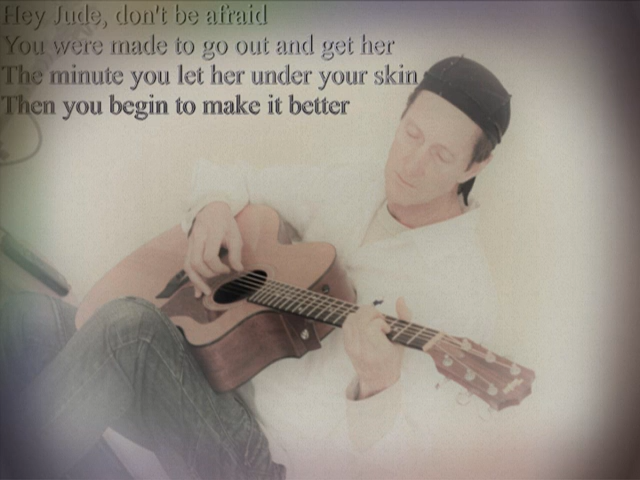 Hey Jude, don't be afraid
You were made to go out and get her
The minute you let her under your skin
Then you begin to make it better